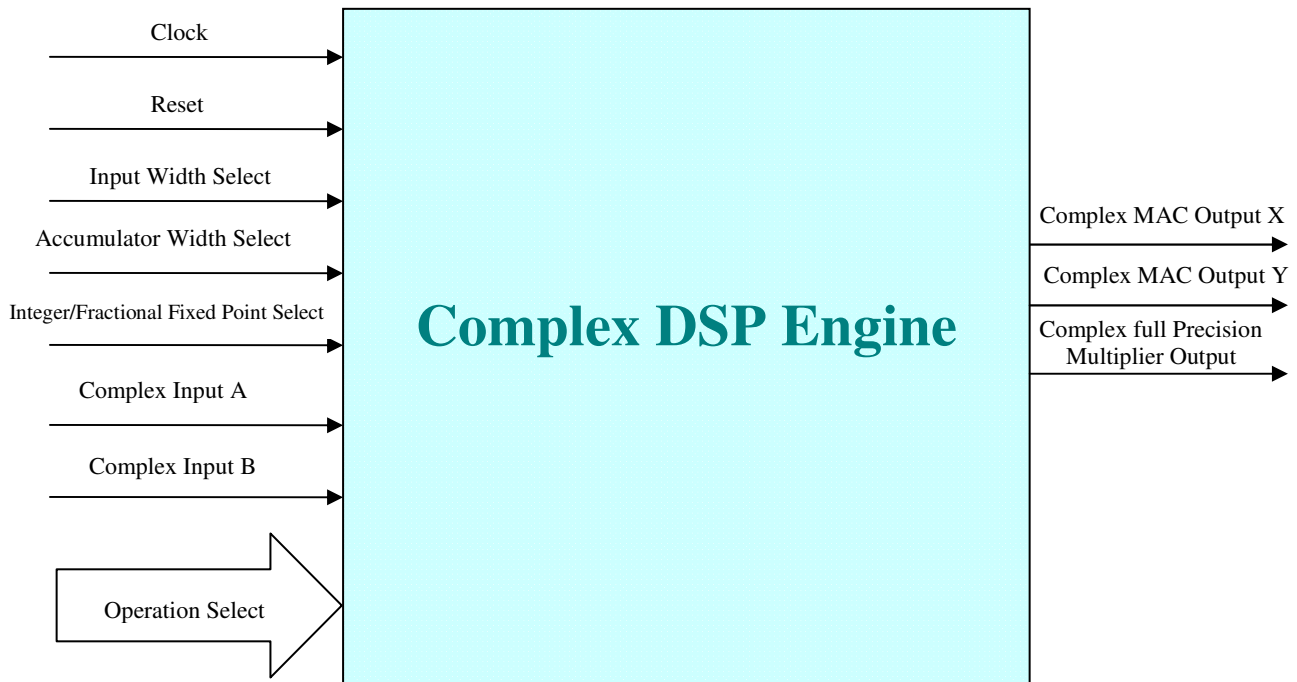 Clock
Reset
Input Width Select
Accumulator Width Select
Integer/Fractional Fixed Point Select
Complex Input A
Complex Input B
Operation Select
Complex DSP Engine
Complex MAC Output X
Complex MAC Output Y
Complex full Precision
Multiplier Output